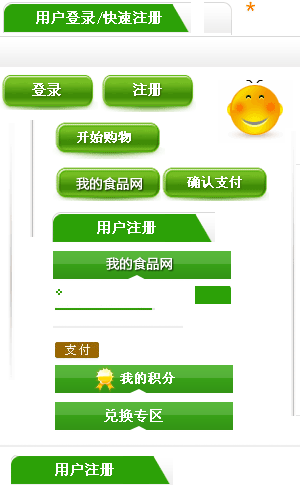 用户登录/快速注册
*
登录 注册
开始购物
我的食品网 确认支付
用户注册
我的食品网
支付
我的积分
兑换专区
用户注册